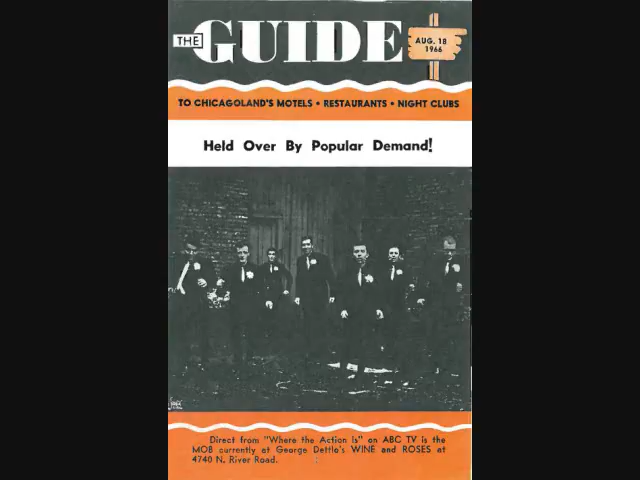 THE GUIDE
AUG. 18
1966
TO CHICAGOLAND'S MOTELS • RESTAURANTS • NIGHT CLUBS
Held Over By Popular Demand!
Direct from "Where the Action Is" on ABC TV is the
MOB currently at George Dettlo's WINE and ROSES at
4740 N. River Road.